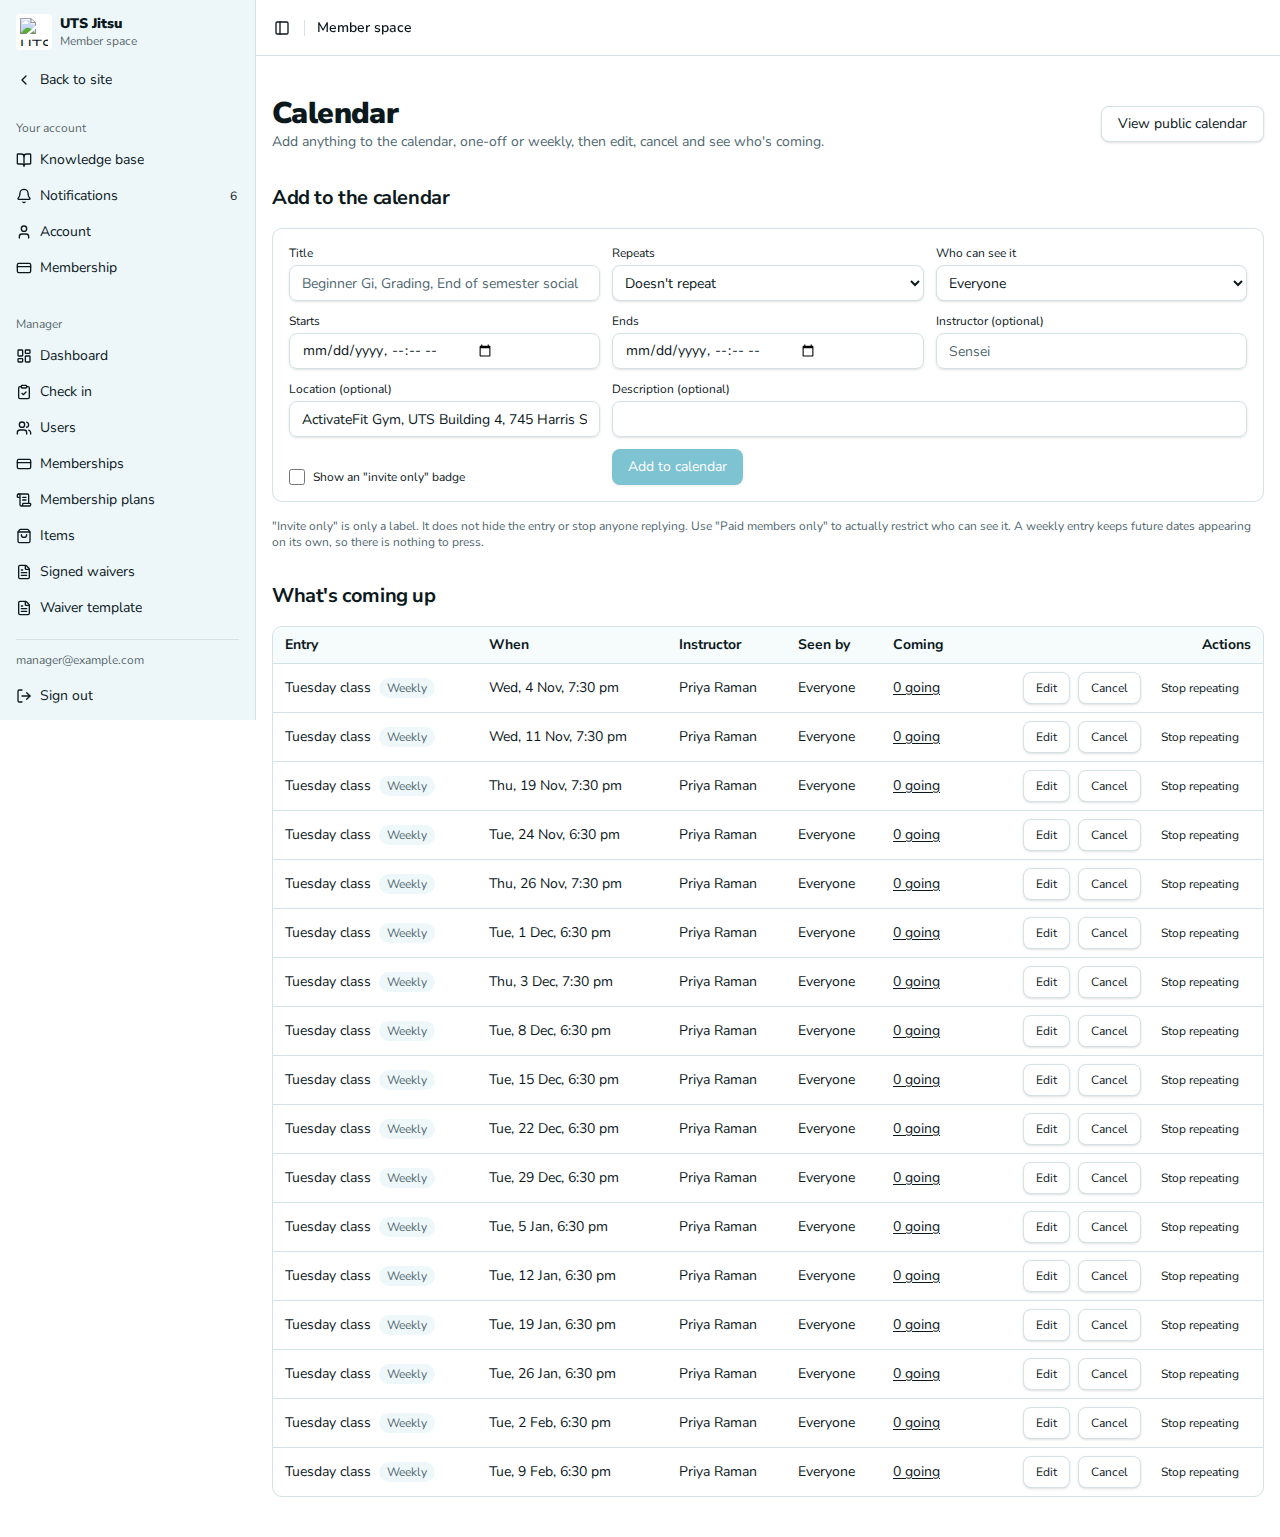 UTS Jitsu
Member space
Back to site
Your account
Knowledge base
Notifications 6
Account
Membership
Manager
Dashboard
Check in
Users
Memberships
Membership plans
Items
Signed waivers
Waiver template
manager@example.com
Sign out
Member space
Calendar
Add anything to the calendar, one-off or weekly, then edit, cancel and see who's coming.
View public calendar
Add to the calendar
Title Repeats Who can see it
Beginner Gi, Grading, End of semester social Doesn't repeat Everyone
Starts Ends Instructor (optional)
mm/dd/yyyy, --:-- -- mm/dd/yyyy, --:-- -- Sensei
Location (optional) Description (optional)
ActivateFit Gym, UTS Building 4, 745 Harris S
Show an "invite only" badge Add to calendar
"Invite only" is only a label. It does not hide the entry or stop anyone replying. Use "Paid members only" to actually restrict who can see it. A weekly entry keeps future dates appearing
on its own, so there is nothing to press.
What's coming up
Entry When Instructor Seen by Coming Actions
Tuesday class Weekly Wed, 4 Nov, 7:30 pm Priya Raman Everyone 0 going Edit Cancel Stop repeating
Tuesday class Weekly Wed, 11 Nov, 7:30 pm Priya Raman Everyone 0 going Edit Cancel Stop repeating
Tuesday class Weekly Thu, 19 Nov, 7:30 pm Priya Raman Everyone 0 going Edit Cancel Stop repeating
Tuesday class Weekly Tue, 24 Nov, 6:30 pm Priya Raman Everyone 0 going Edit Cancel Stop repeating
Tuesday class Weekly Thu, 26 Nov, 7:30 pm Priya Raman Everyone 0 going Edit Cancel Stop repeating
Tuesday class Weekly Tue, 1 Dec, 6:30 pm Priya Raman Everyone 0 going Edit Cancel Stop repeating
Tuesday class Weekly Thu, 3 Dec, 7:30 pm Priya Raman Everyone 0 going Edit Cancel Stop repeating
Tuesday class Weekly Tue, 8 Dec, 6:30 pm Priya Raman Everyone 0 going Edit Cancel Stop repeating
Tuesday class Weekly Tue, 15 Dec, 6:30 pm Priya Raman Everyone 0 going Edit Cancel Stop repeating
Tuesday class Weekly Tue, 22 Dec, 6:30 pm Priya Raman Everyone 0 going Edit Cancel Stop repeating
Tuesday class Weekly Tue, 29 Dec, 6:30 pm Priya Raman Everyone 0 going Edit Cancel Stop repeating
Tuesday class Weekly Tue, 5 Jan, 6:30 pm Priya Raman Everyone 0 going Edit Cancel Stop repeating
Tuesday class Weekly Tue, 12 Jan, 6:30 pm Priya Raman Everyone 0 going Edit Cancel Stop repeating
Tuesday class Weekly Tue, 19 Jan, 6:30 pm Priya Raman Everyone 0 going Edit Cancel Stop repeating
Tuesday class Weekly Tue, 26 Jan, 6:30 pm Priya Raman Everyone 0 going Edit Cancel Stop repeating
Tuesday class Weekly Tue, 2 Feb, 6:30 pm Priya Raman Everyone 0 going Edit Cancel Stop repeating
Tuesday class Weekly Tue, 9 Feb, 6:30 pm Priya Raman Everyone 0 going Edit Cancel Stop repeating